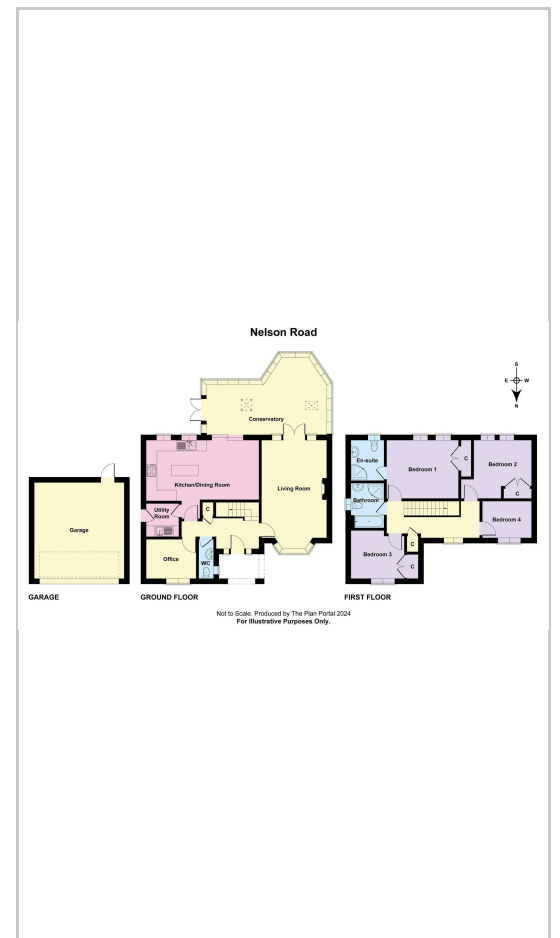 Nelson Road
S
E W
N
Conservatory
En-suite
Bedroom 1
C
Bedroom 2
Kitchen/Dining Room
Living Room
C
Utility
Room
C
Bathroom
Bedroom 4
Garage
Office
WC
C
Bedroom 3
C
GARAGE
GROUND FLOOR
FIRST FLOOR
Not to Scale. Produced by The Plan Portal 2024
For Illustrative Purposes Only.